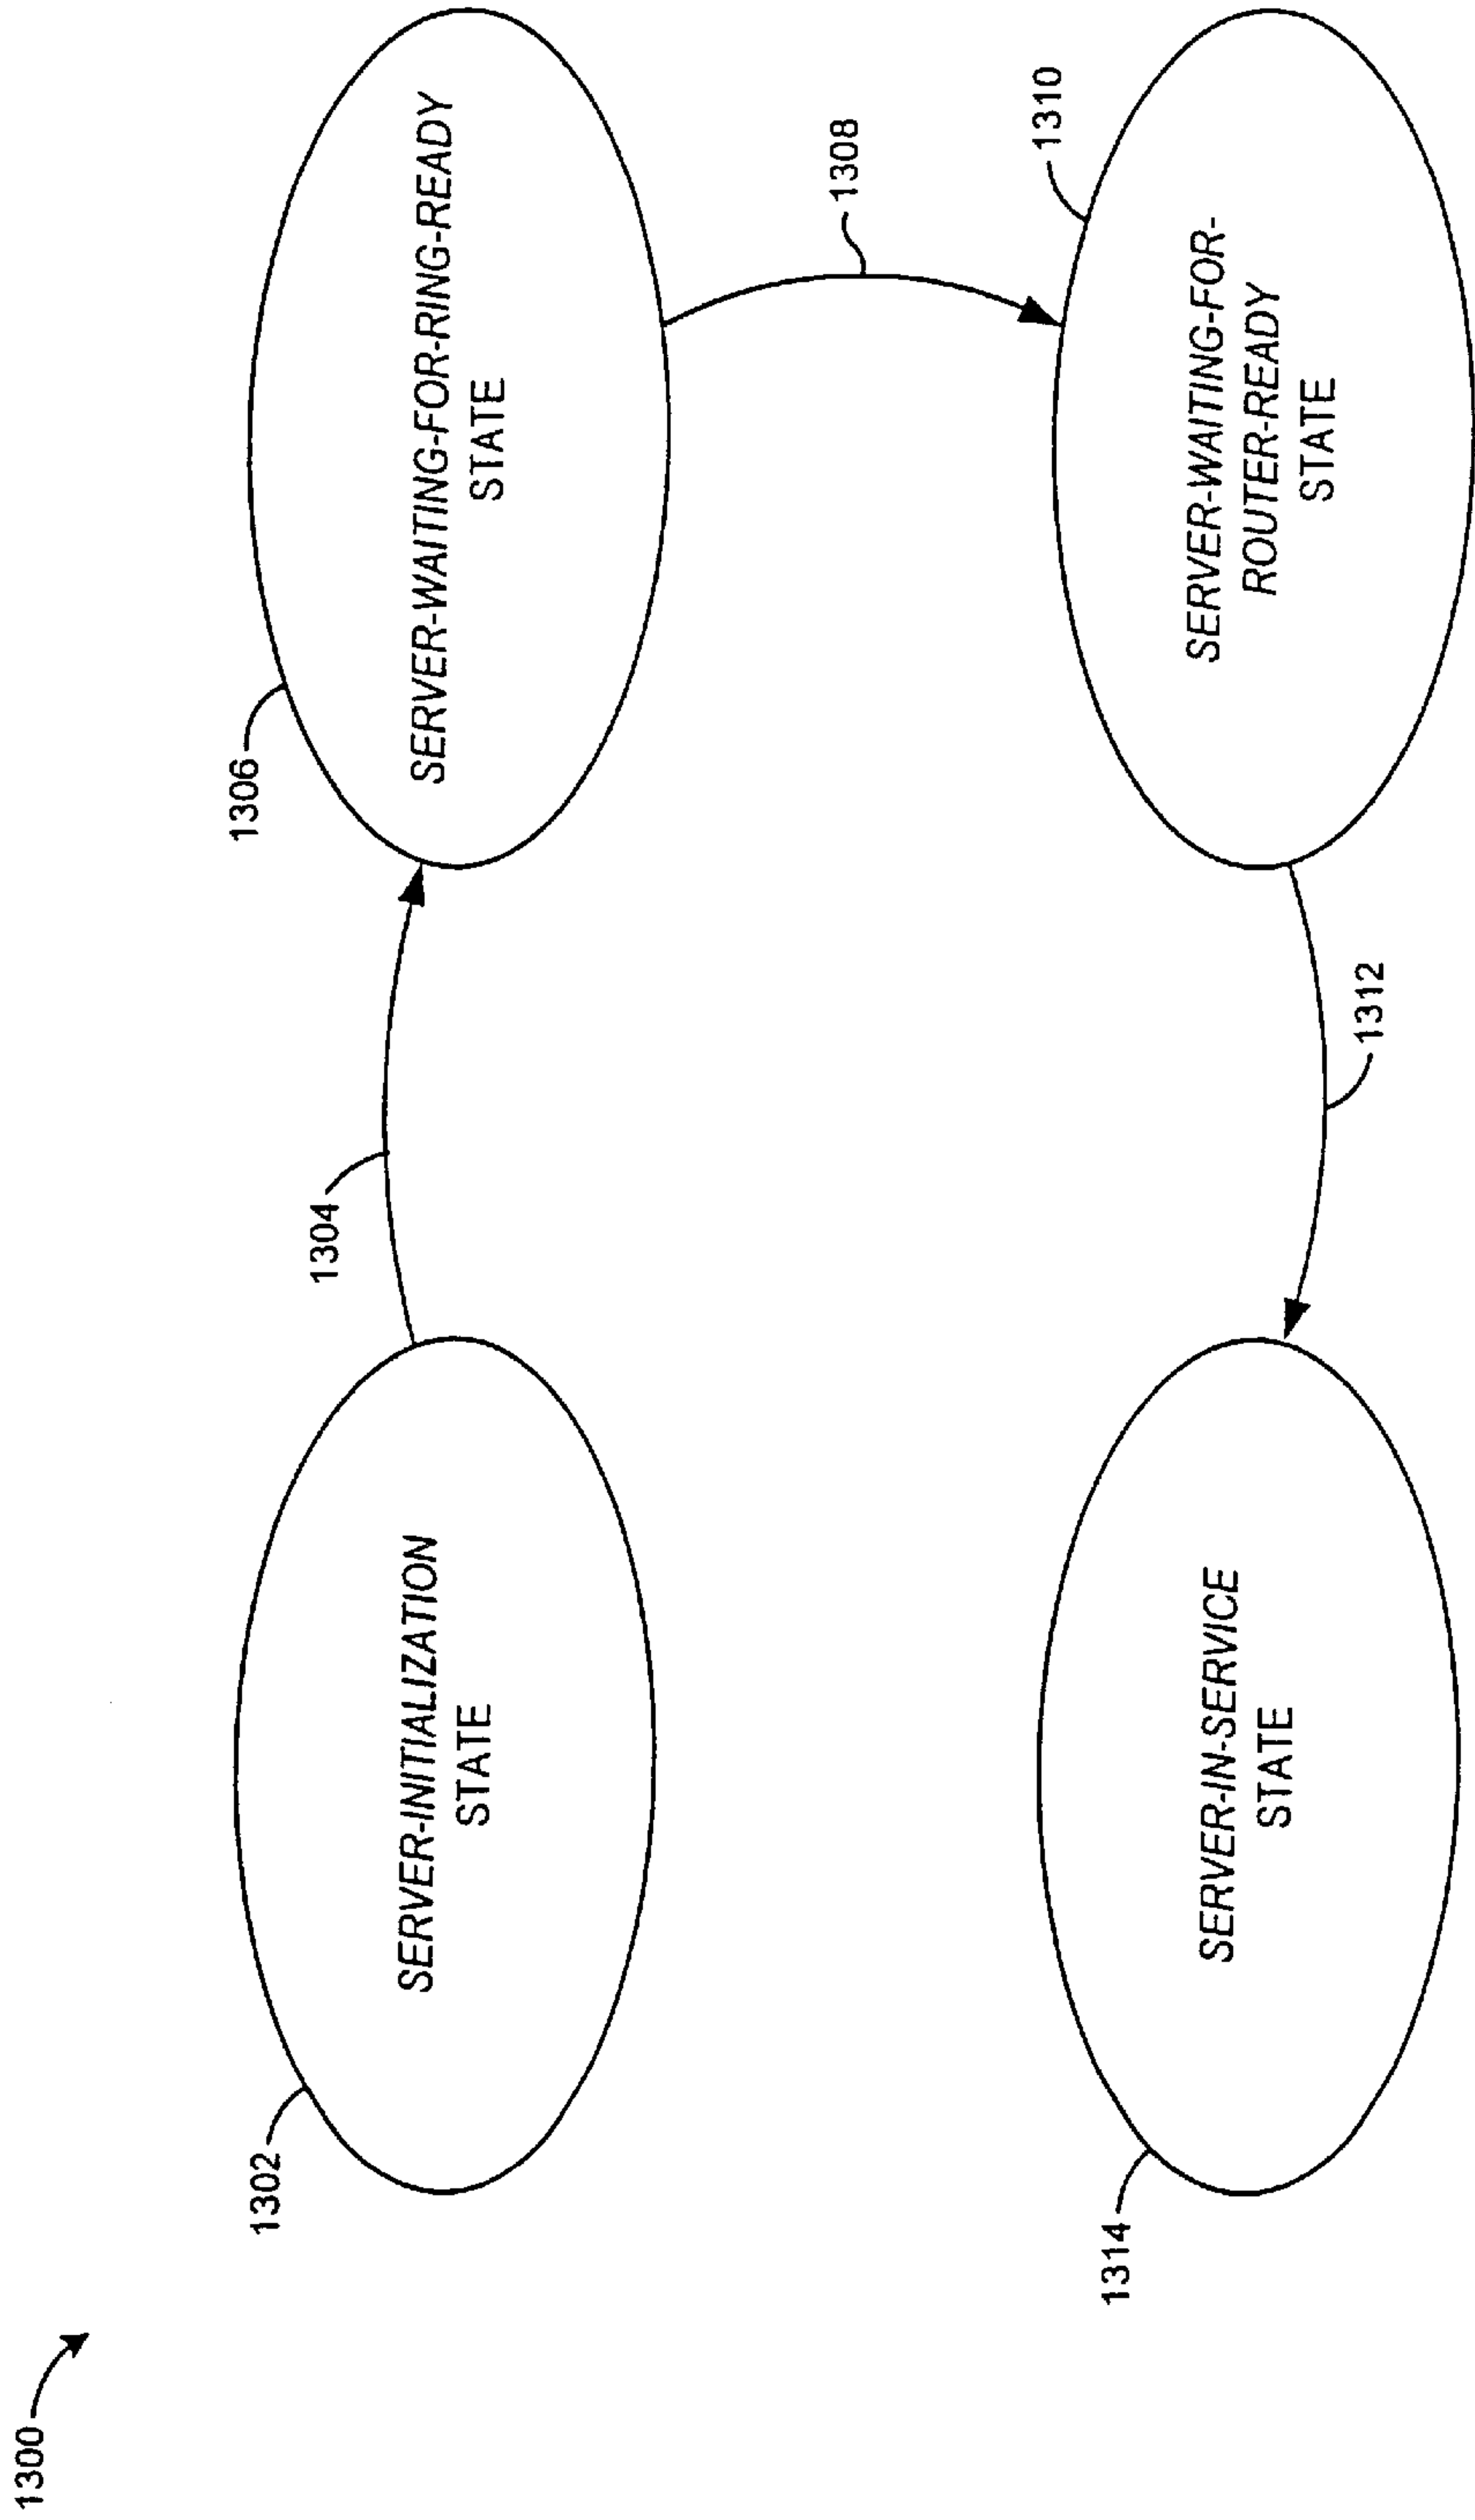 1300
1302
SERVER-INITIALIZATION
STATE
1304
1306
SERVER-WAITING-FOR-RING-READY
STATE
1308
1310
SERVER-WAITING-FOR-
ROUTER-READY
STATE
1312
1314
SERVER-IN-SERVICE
STATE